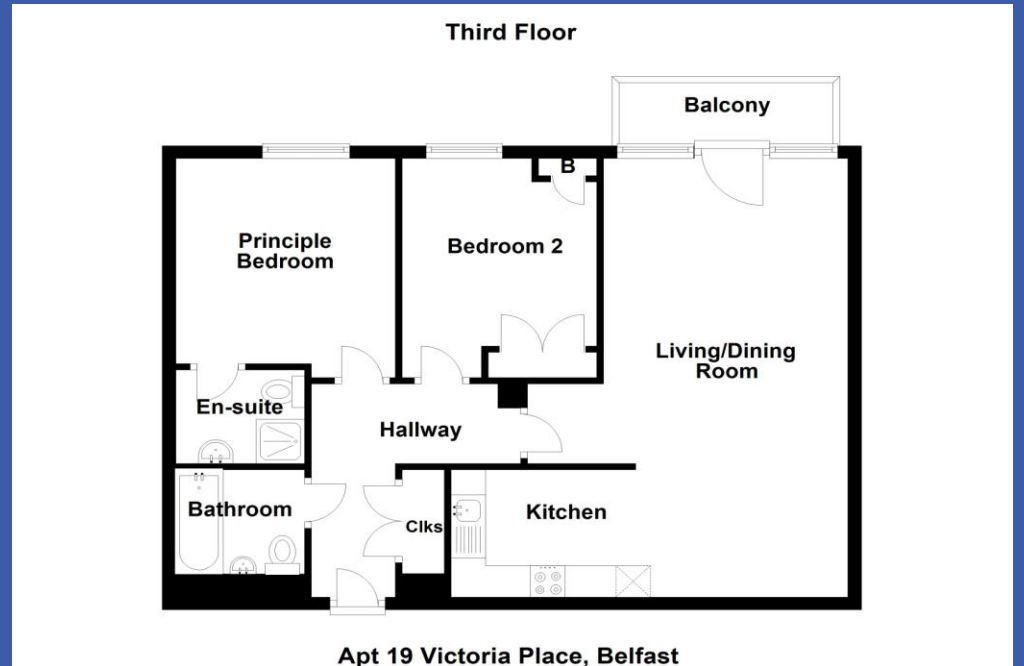 Third Floor
Balcony
B
Principle
Bedroom
Bedroom 2
Living/Dining
Room
En-suite
Hallway
Bathroom
Clks
Kitchen
Apt 19 Victoria Place, Belfast